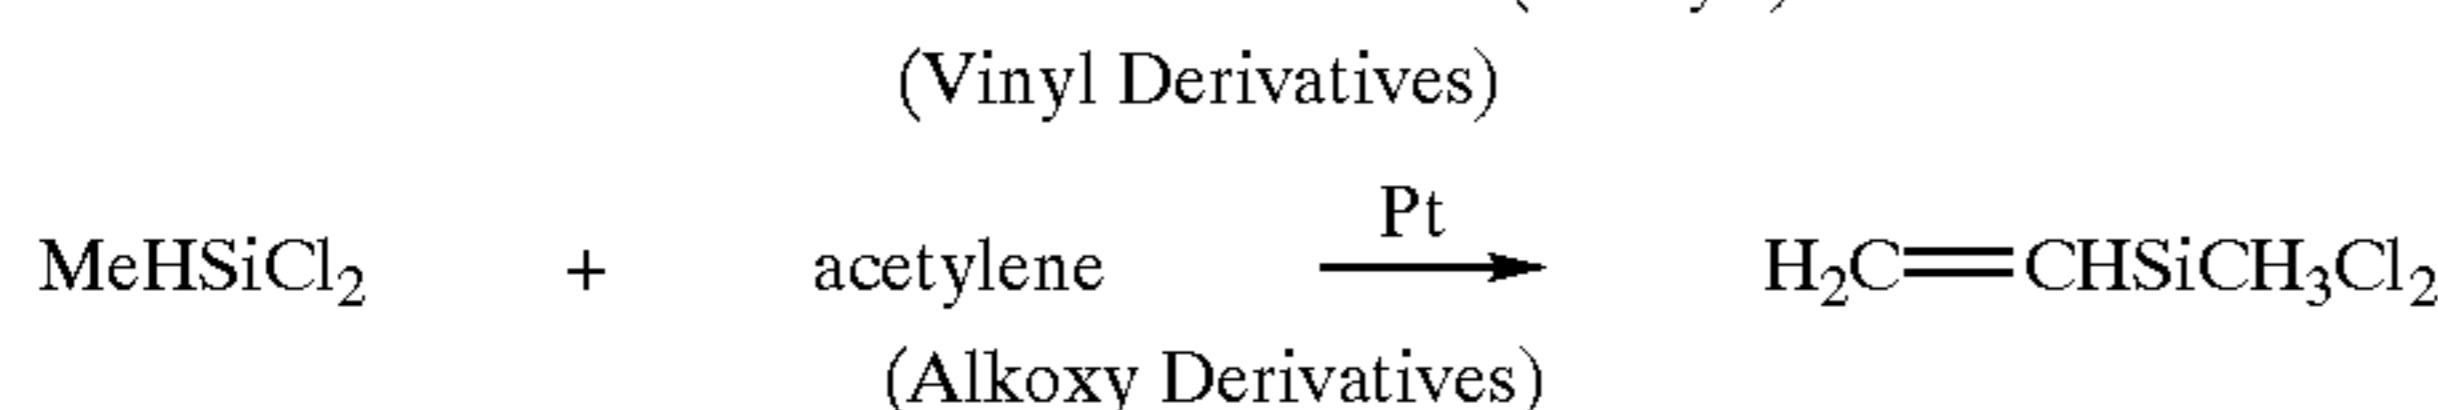 (Vinyl Derivatives)
Pt
MeHSiCl₂ + acetylene ⟶ H₂C=CHSiCH₃Cl₂
(Alkoxy Derivatives)